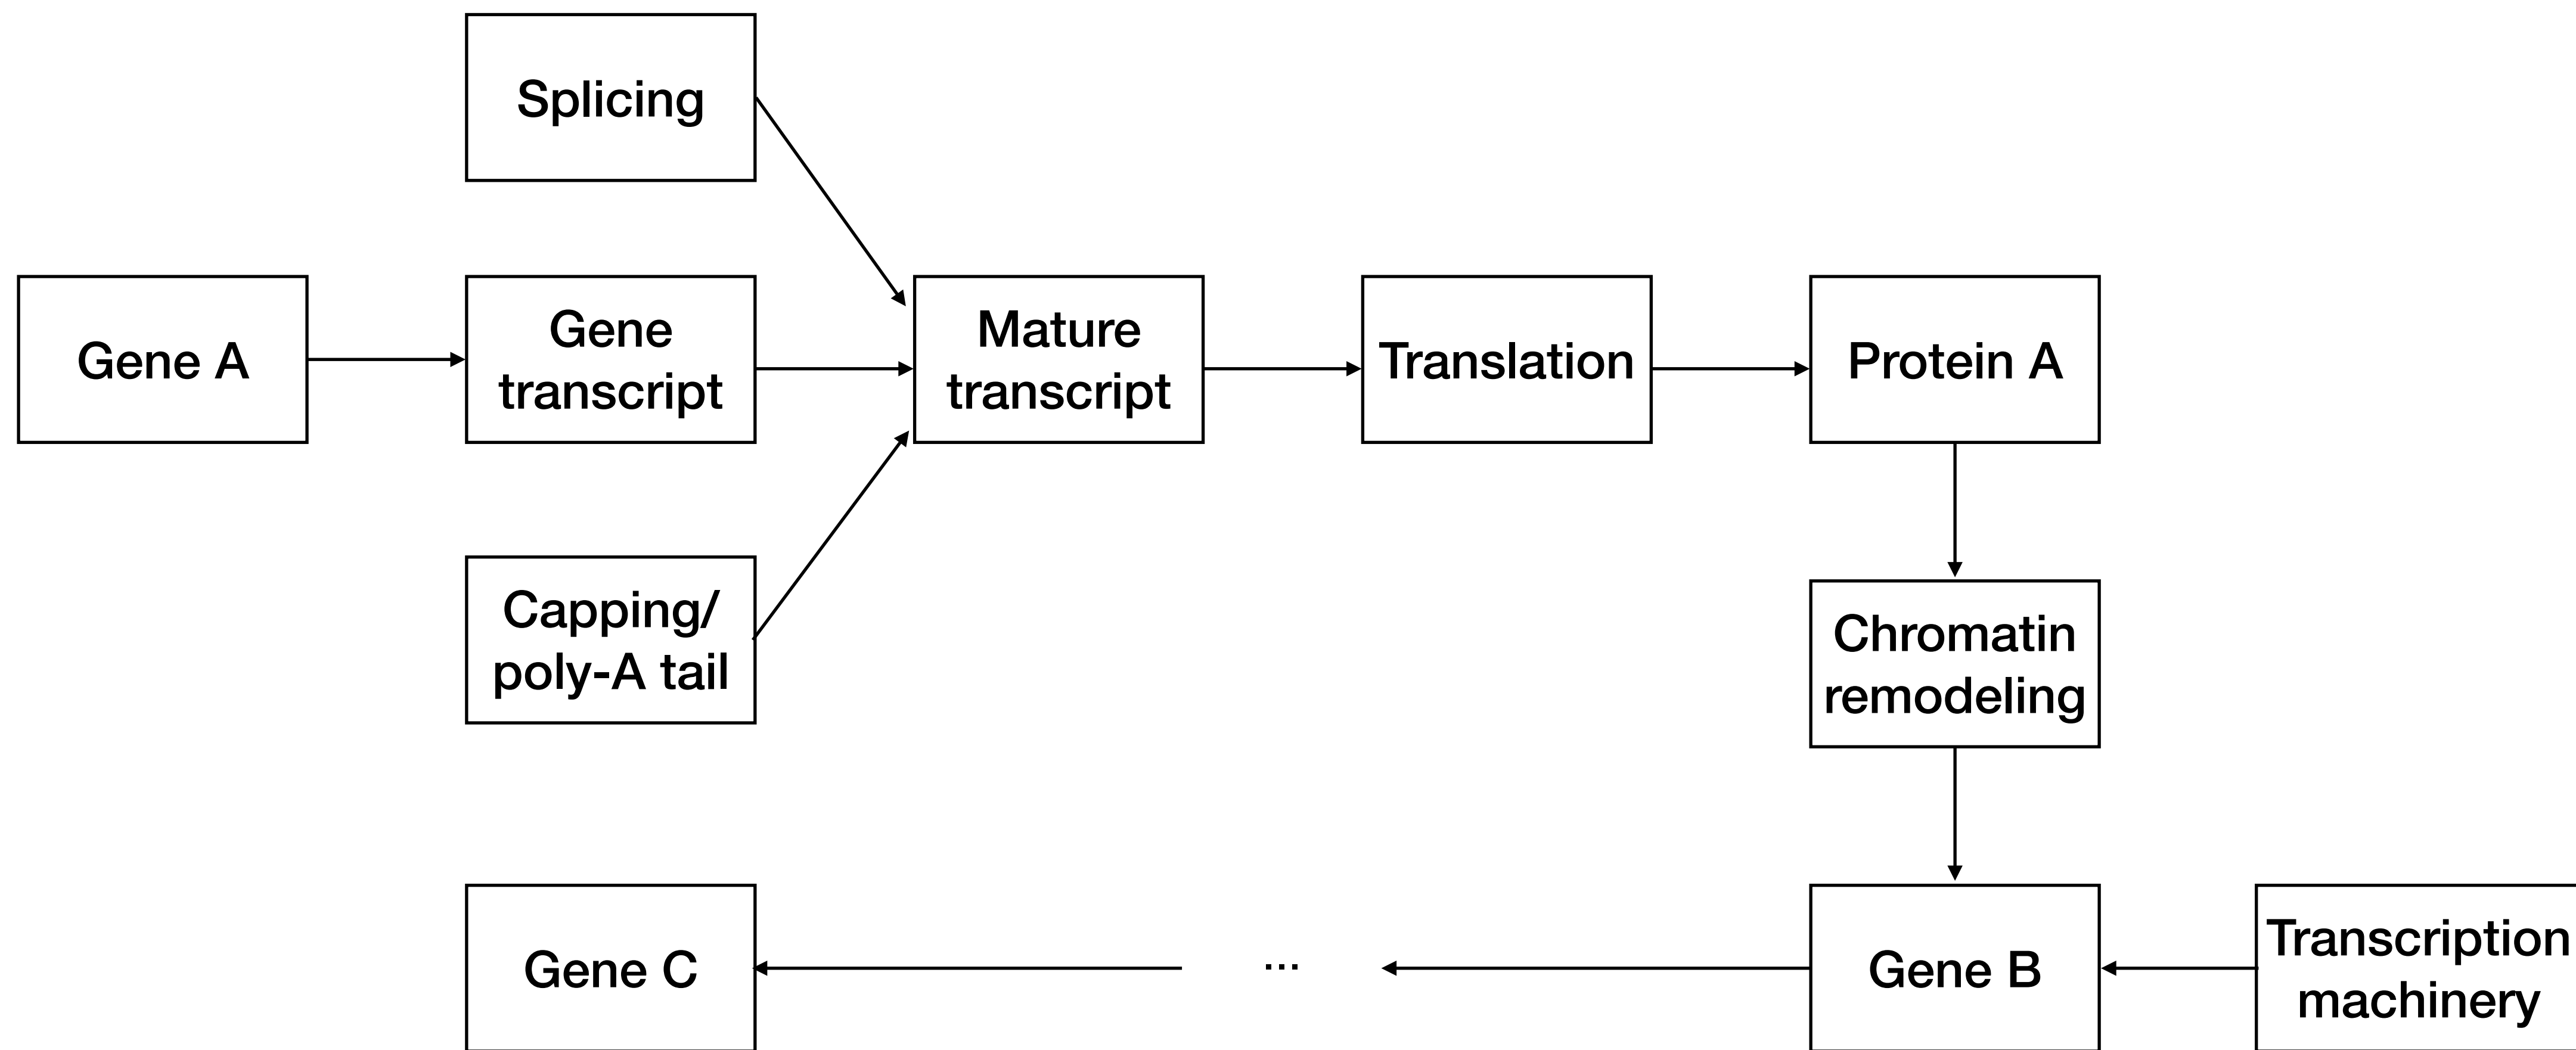 Splicing
Gene A
Gene
transcript
Mature
transcript
Translation
Protein A
Capping/
poly-A tail
Chromatin
remodeling
Gene C
...
Gene B
Transcription
machinery